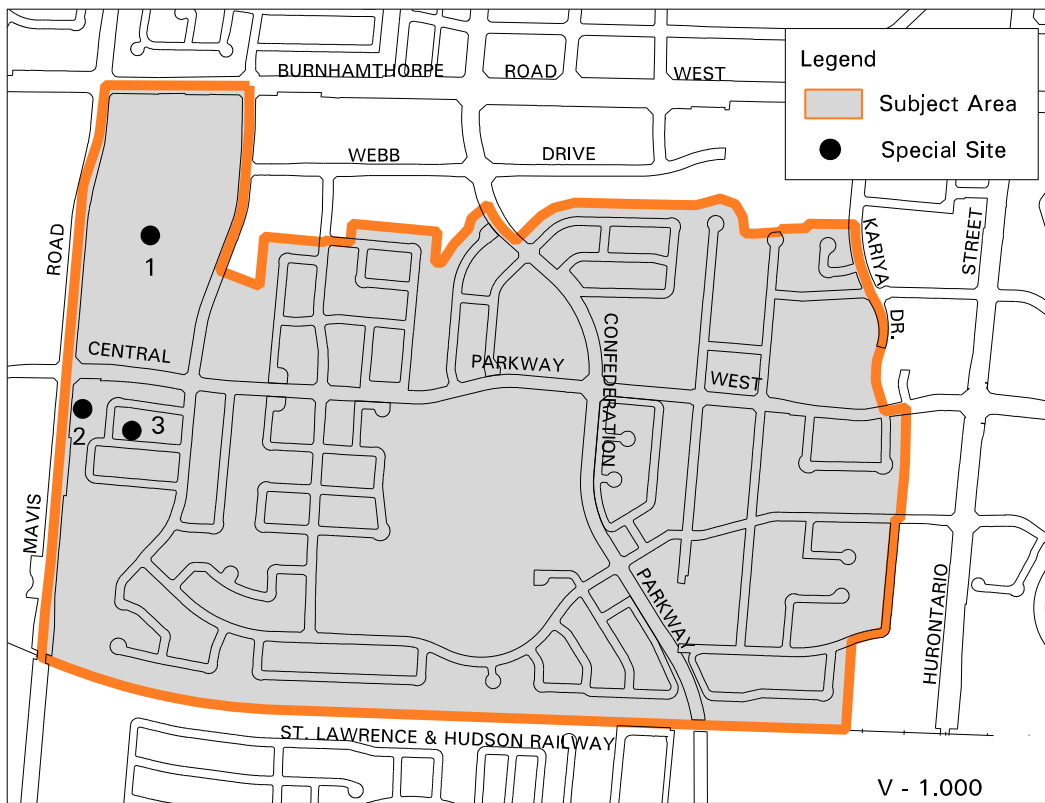 BURNHAMTHORPE ROAD WEST
Legend
Subject Area
Special Site
WEBB DRIVE
ROAD
1
KARIYA DR.
STREET
CENTRAL PARKWAY WEST
CONFEDERATION PARKWAY
2
3
MAVIS
HURONTARIO
ST. LAWRENCE & HUDSON RAILWAY
V - 1.000